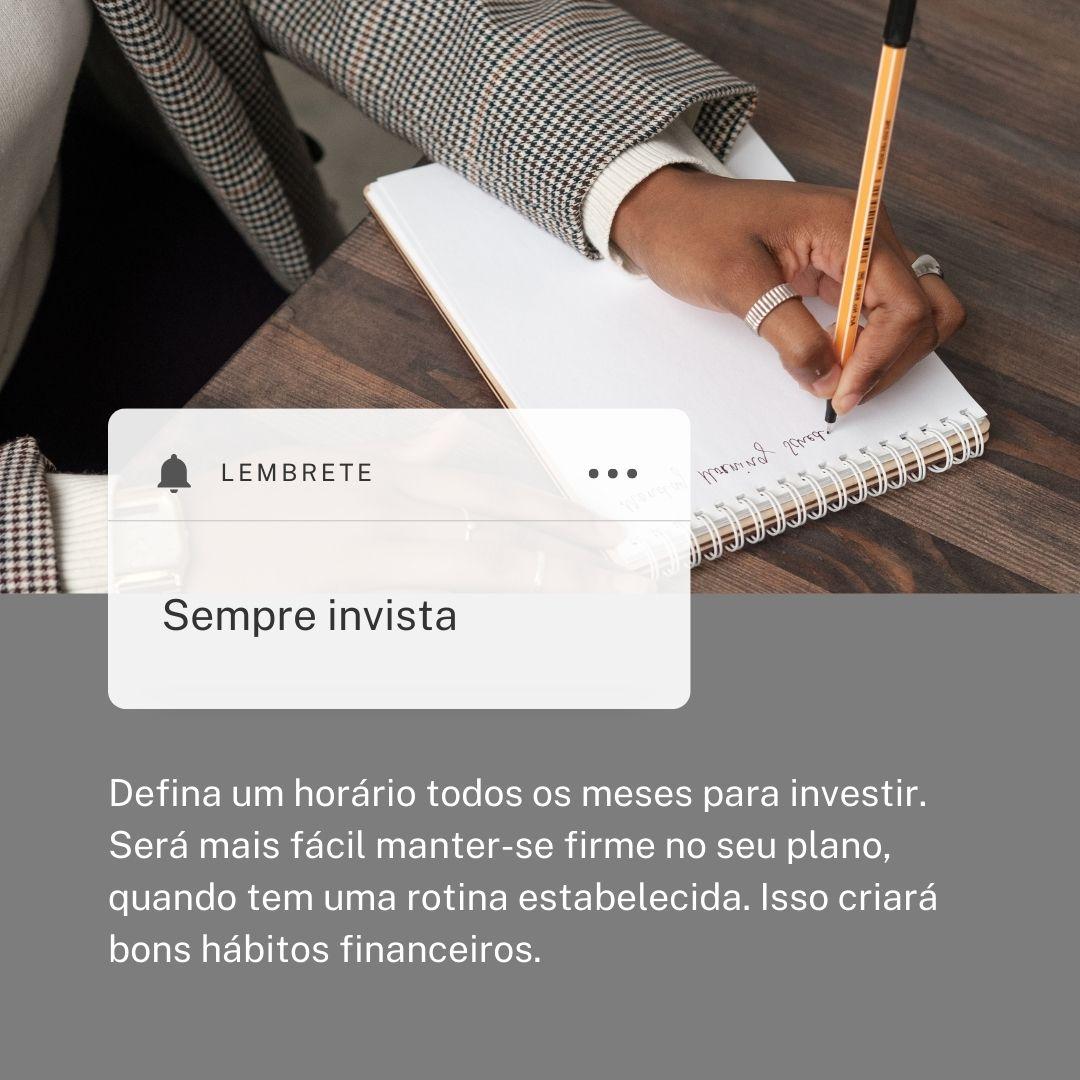 LEMBRETE
Sempre invista
Defina um horário todos os meses para investir.
Será mais fácil manter-se firme no seu plano,
quando tem uma rotina estabelecida. Isso criará
bons hábitos financeiros.